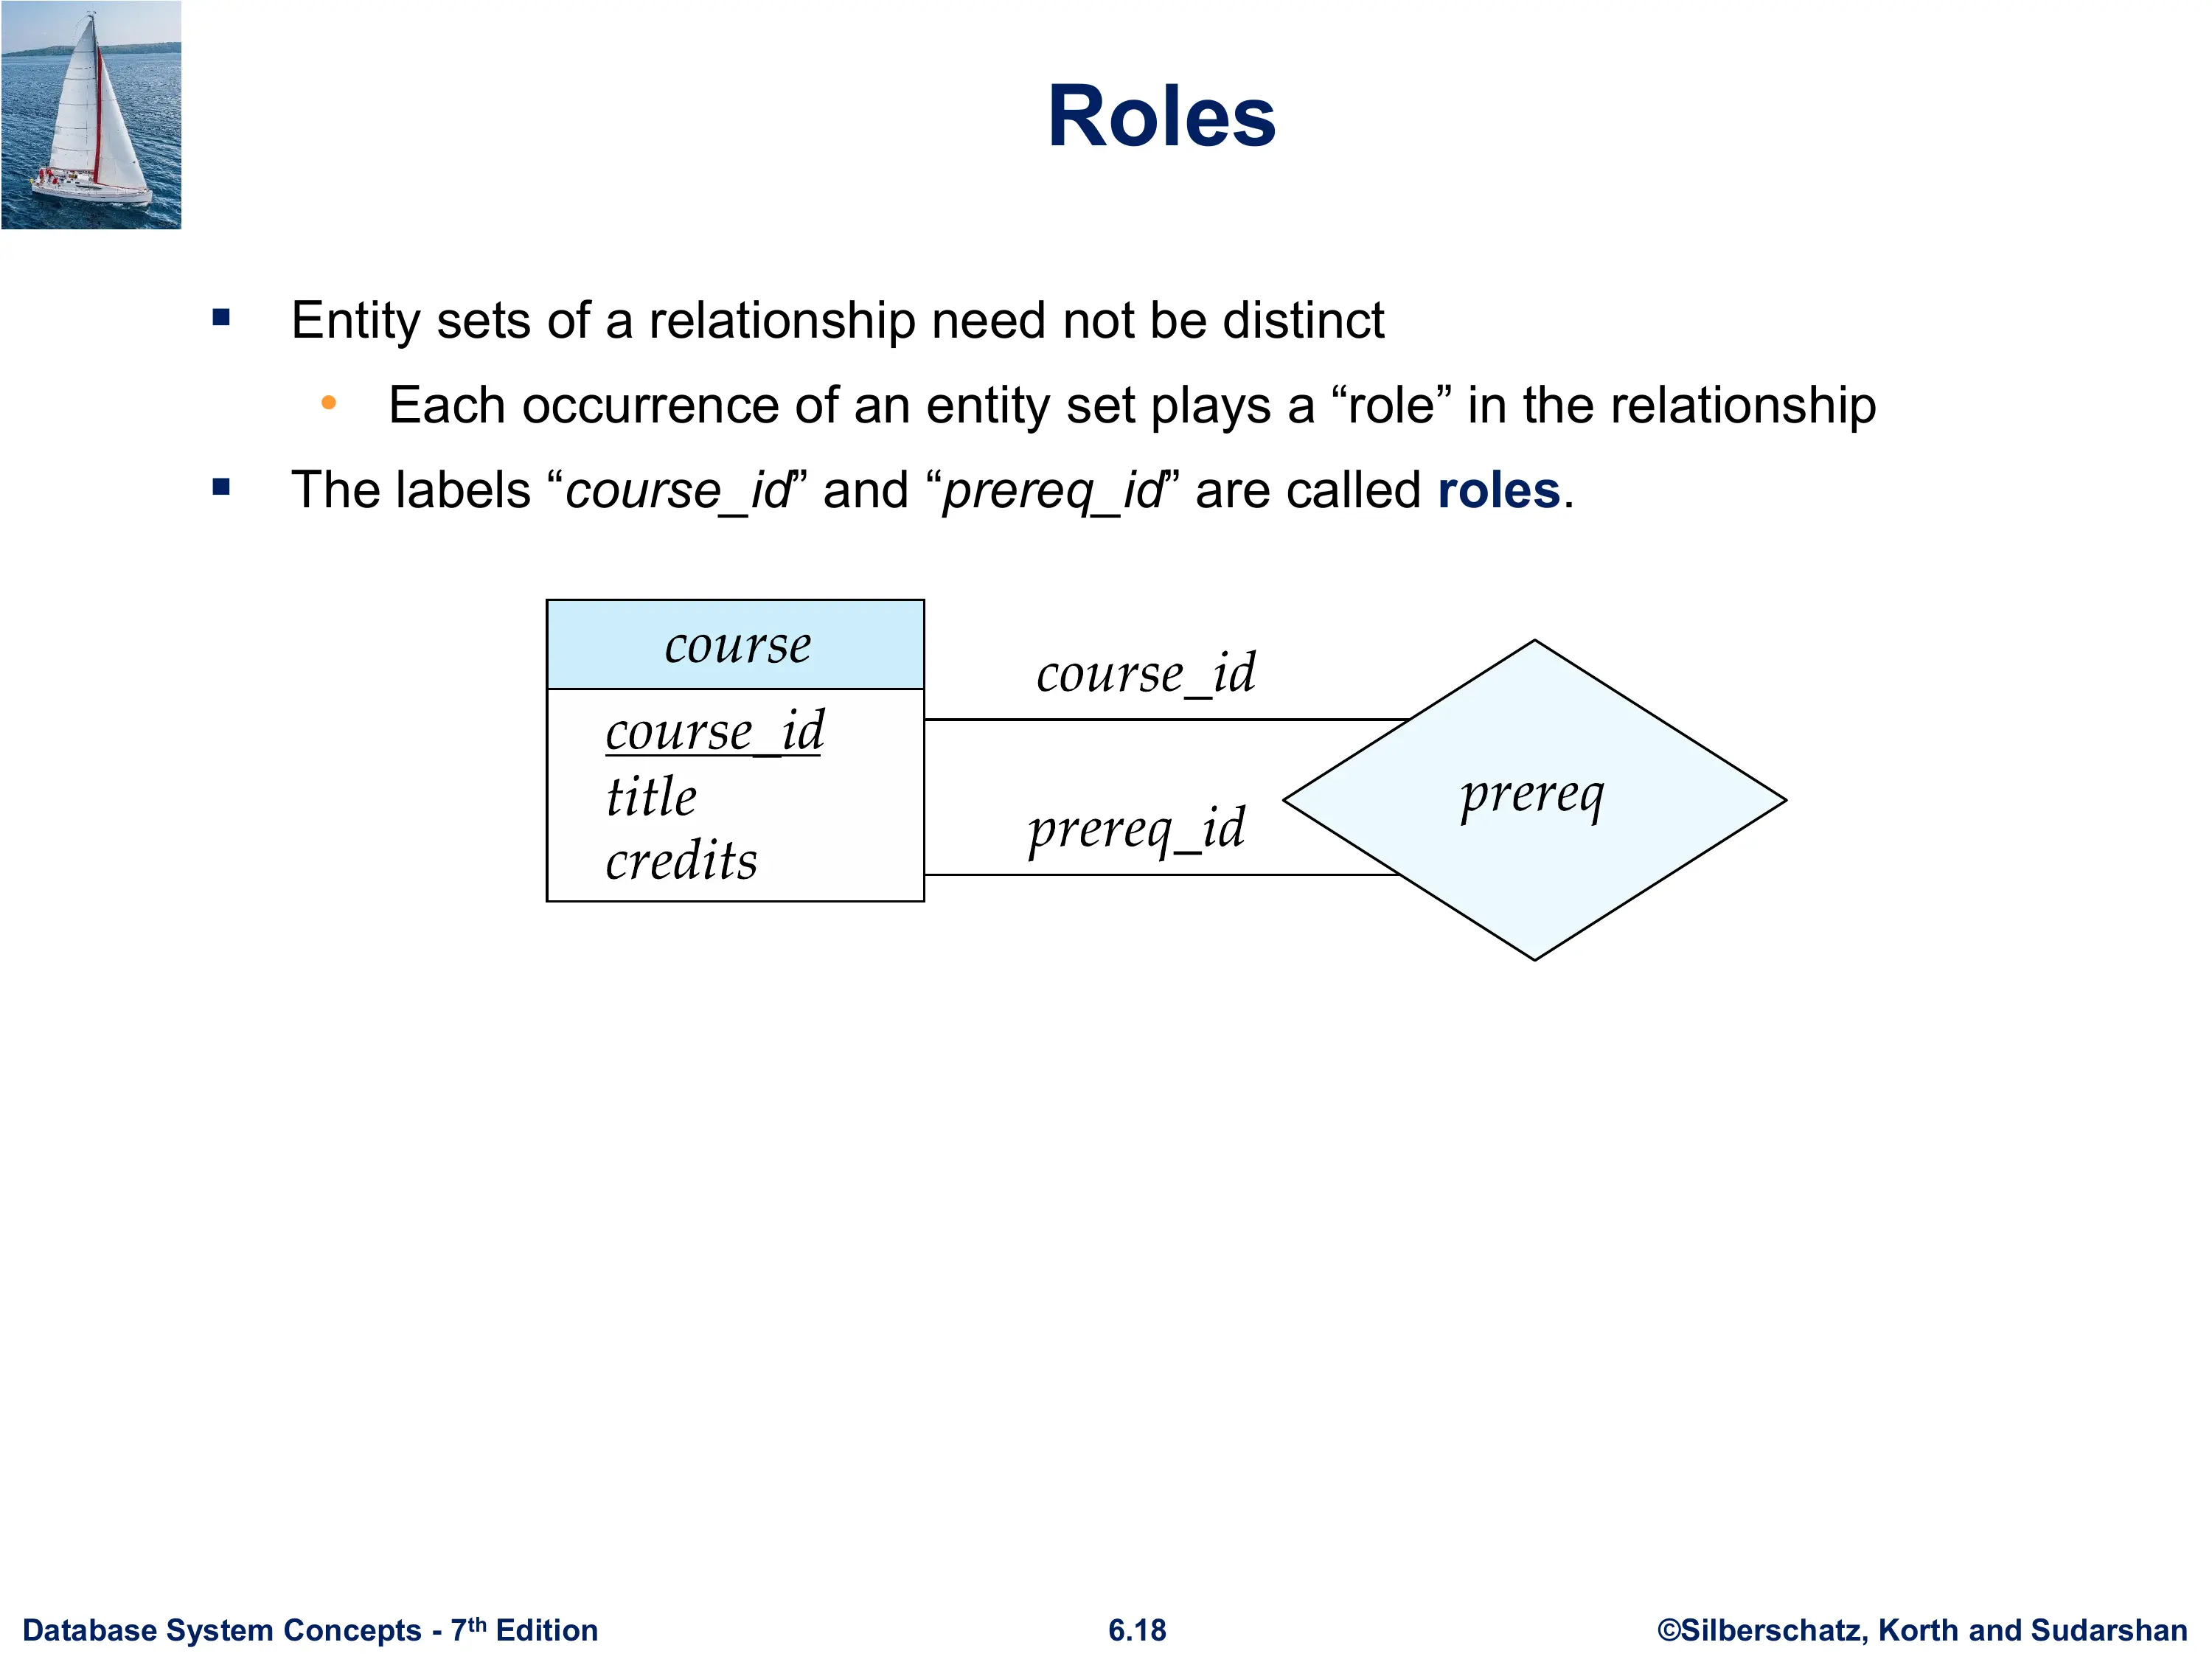 Roles
Entity sets of a relationship need not be distinct
Each occurrence of an entity set plays a “role” in the relationship
The labels “course_id” and “prereq_id” are called roles.
course
course_id
title
credits
course_id
prereq_id
prereq
Database System Concepts - 7th Edition
6.18
©Silberschatz, Korth and Sudarshan